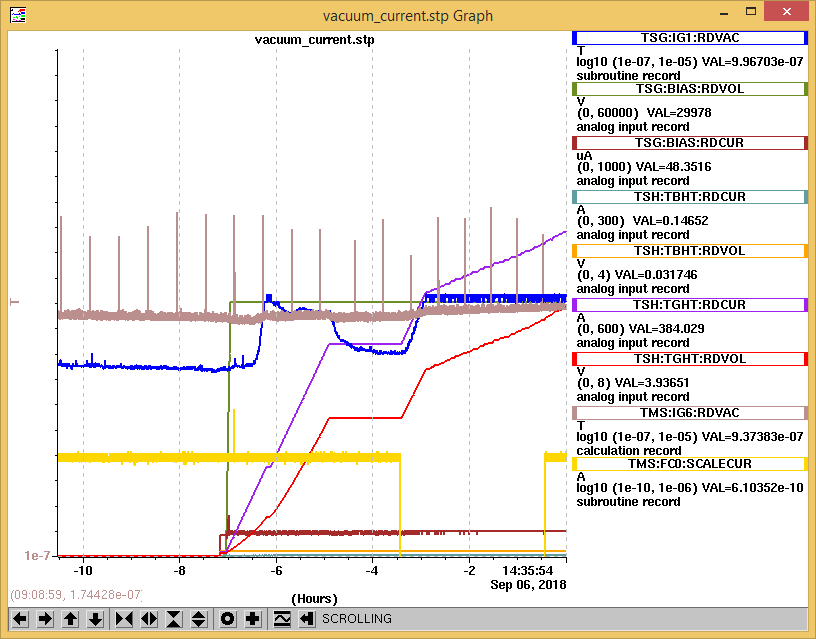 vacuum_current.stp Graph
vacuum_current.stp
TSG:IG1:RDVAC
T
log10 (1e-07, 1e-05) VAL=9.96703e-07
subroutine record
TSG:BIAS:RDVOL
V
(0, 60000) VAL=29978
analog input record
TSG:BIAS:RDCUR
uA
(0, 1000) VAL=48.3516
analog input record
TSH:TBHT:RDCUR
A
(0, 300) VAL=0.14652
analog input record
TSH:TBHT:RDVOL
V
(0, 4) VAL=0.031746
analog input record
TSH:TGHT:RDCUR
A
(0, 600) VAL=384.029
analog input record
TSH:TGHT:RDVOL
V
(0, 8) VAL=3.93651
analog input record
TMS:IG6:RDVAC
T
log10 (1e-07, 1e-05) VAL=9.37383e-07
calculation record
TMS:FC0:SCALECUR
A
log10 (1e-10, 1e-06) VAL=6.10352e-10
subroutine record
T
1e-7
-10 -8 -6 -4 -2 14:35:54
Sep 06, 2018
(09:08:59, 1.74428e-07)
(Hours)
SCROLLING